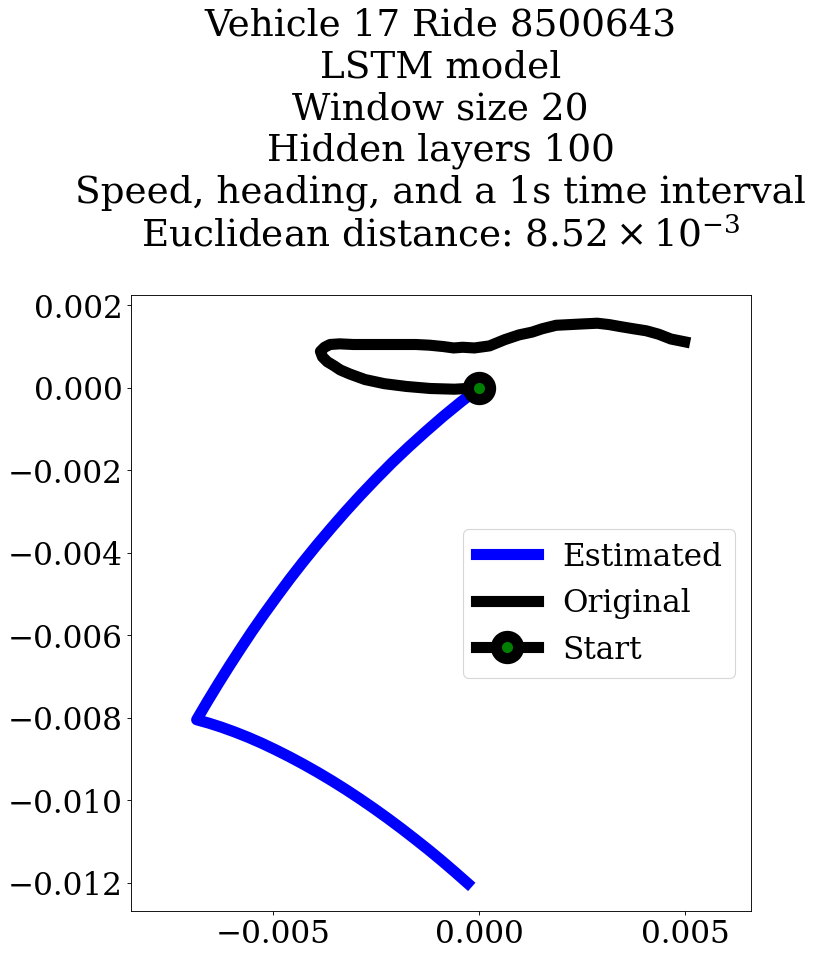 Vehicle 17 Ride 8500643
LSTM model
Window size 20
Hidden layers 100
Speed, heading, and a 1s time interval
Euclidean distance: 8.52 × 10⁻³
0.002
0.000
−0.002
−0.004
−0.006
−0.008
−0.010
−0.012
Estimated
Original
Start
−0.005
0.000
0.005